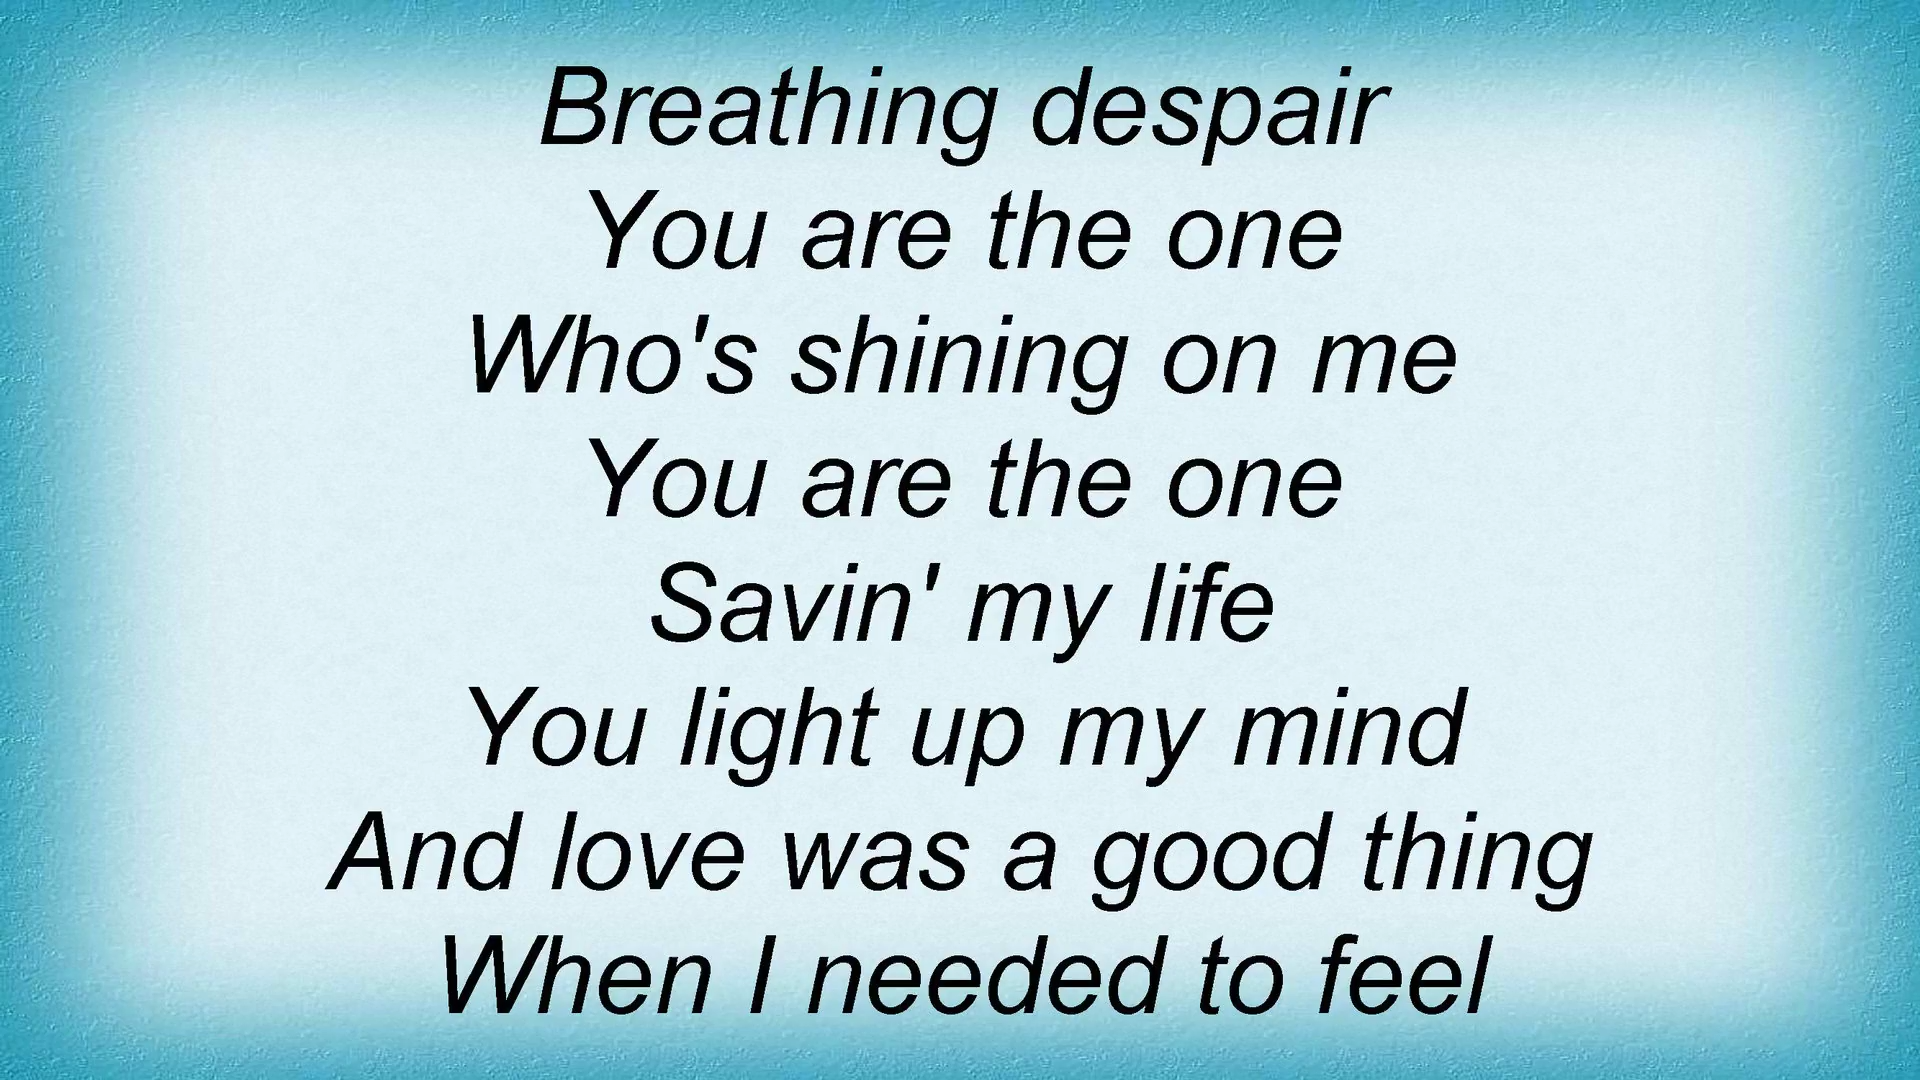 Breathing despair
You are the one
Who's shining on me
You are the one
Savin' my life
You light up my mind
And love was a good thing
When I needed to feel